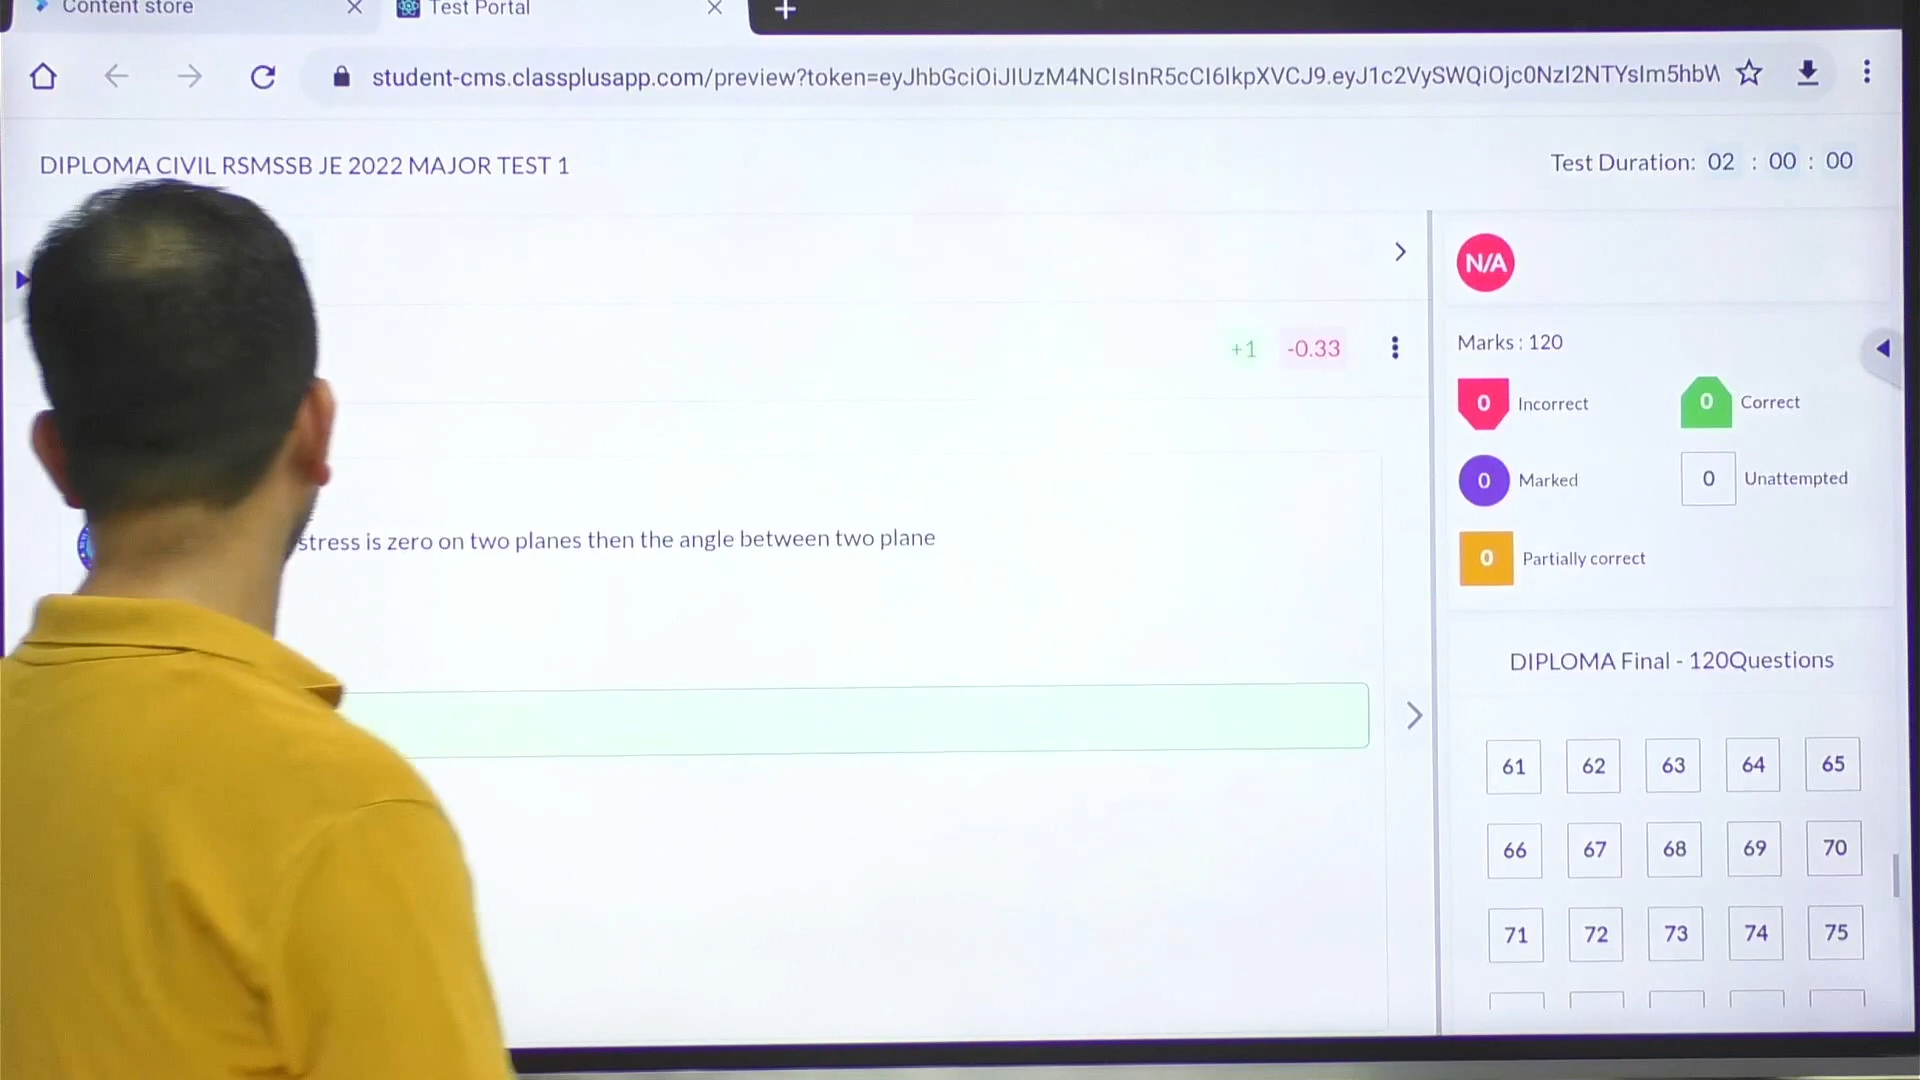 Content store
Test Portal
student-cms.classplusapp.com/preview?token=eyJhbGciOiJIUzM4NCIsInR5cCI6IkpXVCJ9.eyJ1c2VySWQiOjc0NzI2NTYsIm5hbW
DIPLOMA CIVIL RSMSSB JE 2022 MAJOR TEST 1
Test Duration: 02 : 00 : 00
N/A
+1 -0.33
Marks : 120
0 Incorrect
0 Correct
0 Marked
0 Unattempted
stress is zero on two planes then the angle between two plane
0 Partially correct
DIPLOMA Final - 120Questions
61 62 63 64 65
66 67 68 69 70
71 72 73 74 75